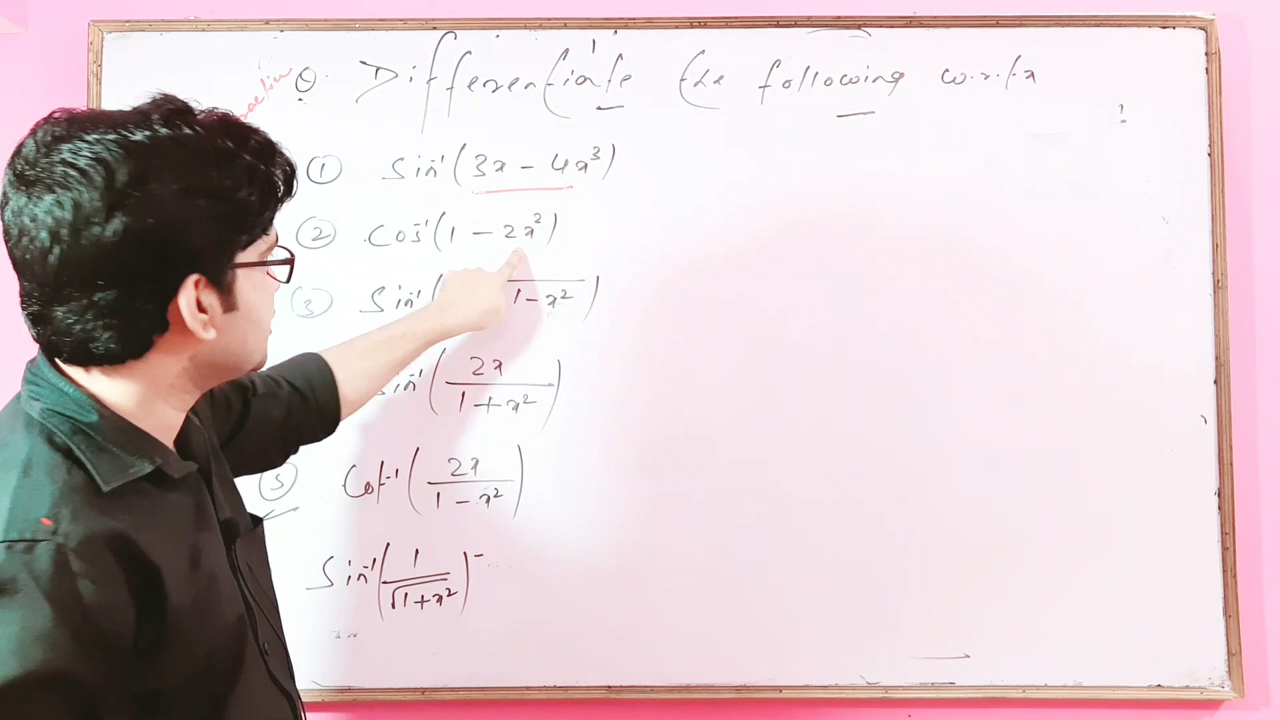 Q. Differentiate the following w.r.t x
① Sin⁻¹(3x − 4x³)
② Cos⁻¹(1 − 2x²)
③ Sin⁻¹( 1−x²)
Sin⁻¹(2x/(1+x²))
⑤ Cot⁻¹(2x/(1−x²))
Sin⁻¹(1/√(1+x²))